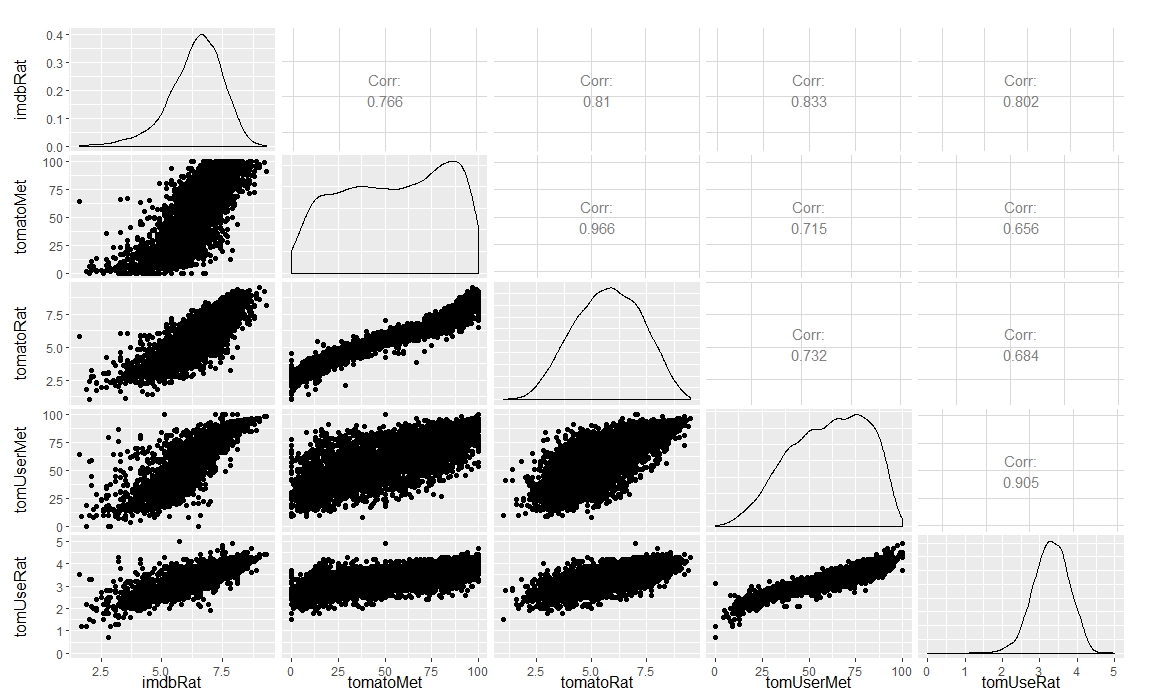 imdbRat
0.4
0.3
0.2
0.1
0.0
Corr:
0.766
Corr:
0.81
Corr:
0.833
Corr:
0.802
tomatoMet
100
75
50
25
0
Corr:
0.966
Corr:
0.715
Corr:
0.656
tomatoRat
7.5
5.0
2.5
Corr:
0.732
Corr:
0.684
tomUserMet
100
75
50
25
0
Corr:
0.905
tomUseRat
5
4
3
2
1
0
2.5 5.0 7.5
0 25 50 75 100
2.5 5.0 7.5
0 25 50 75 100
0 1 2 3 4 5
imdbRat tomatoMet tomatoRat tomUserMet tomUseRat